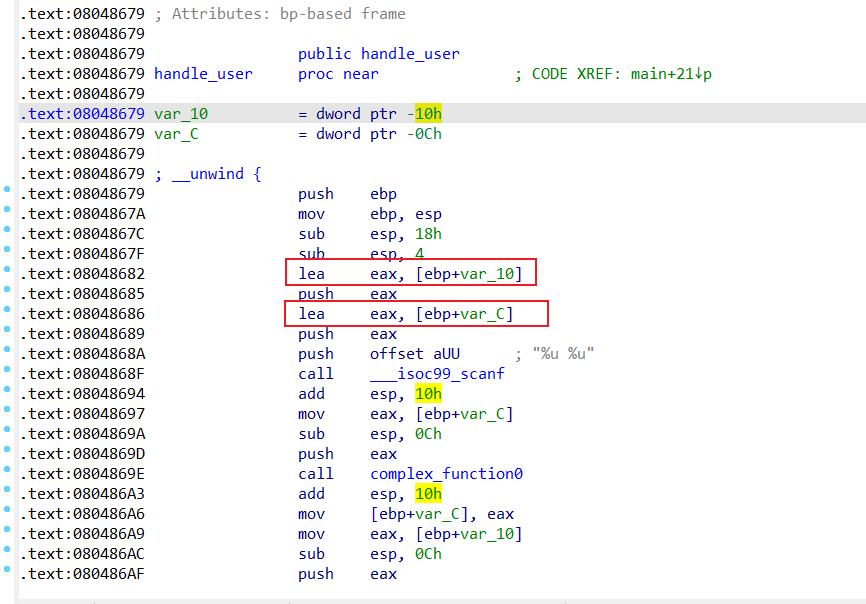 .text:08048679 ; Attributes: bp-based frame
.text:08048679
.text:08048679 public handle_user
.text:08048679 handle_user proc near ; CODE XREF: main+21↓p
.text:08048679
.text:08048679 var_10 = dword ptr -10h
.text:08048679 var_C = dword ptr -0Ch
.text:08048679
.text:08048679 ; __unwind {
.text:08048679 push ebp
.text:0804867A mov ebp, esp
.text:0804867C sub esp, 18h
.text:0804867F sub esp, 4
.text:08048682 lea eax, [ebp+var_10]
.text:08048685 push eax
.text:08048686 lea eax, [ebp+var_C]
.text:08048689 push eax
.text:0804868A push offset aUU ; "%u %u"
.text:0804868F call ___isoc99_scanf
.text:08048694 add esp, 10h
.text:08048697 mov eax, [ebp+var_C]
.text:0804869A sub esp, 0Ch
.text:0804869D push eax
.text:0804869E call complex_function0
.text:080486A3 add esp, 10h
.text:080486A6 mov [ebp+var_C], eax
.text:080486A9 mov eax, [ebp+var_10]
.text:080486AC sub esp, 0Ch
.text:080486AF push eax